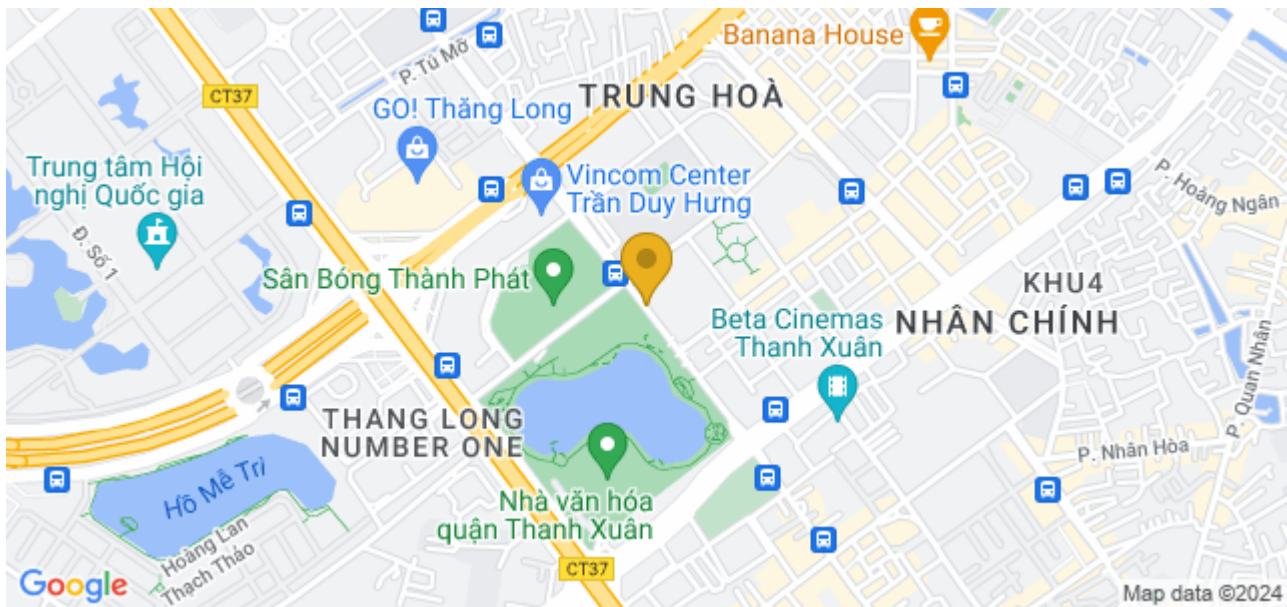 P. Tú Mỡ
Banana House
CT37
TRUNG HOÀ
GO! Thăng Long
Trung tâm Hội
nghị Quốc gia
Vincom Center
Trần Duy Hưng
P. Hoàng Ngân
Đ. Số 1
Sân Bóng Thành Phát
KHU4
Beta Cinemas
Thanh Xuân
NHÂN CHÍNH
P. Quan Nhân
THANG LONG
NUMBER ONE
P. Nhân Hòa
Hồ Mễ Trì
Nhà văn hóa
quận Thanh Xuân
Hoàng Lan
Thạch Thảo
CT37
Google
Map data ©2024